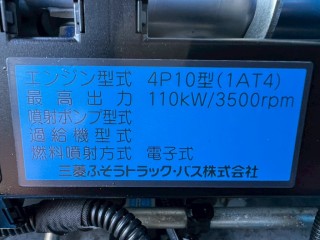 エンジン型式 4P10型(1AT4)
最高出力 110kW/3500rpm
噴射ポンプ型式
過給機型式
燃料噴射方式 電子式
三菱ふそうトラック・バス株式会社